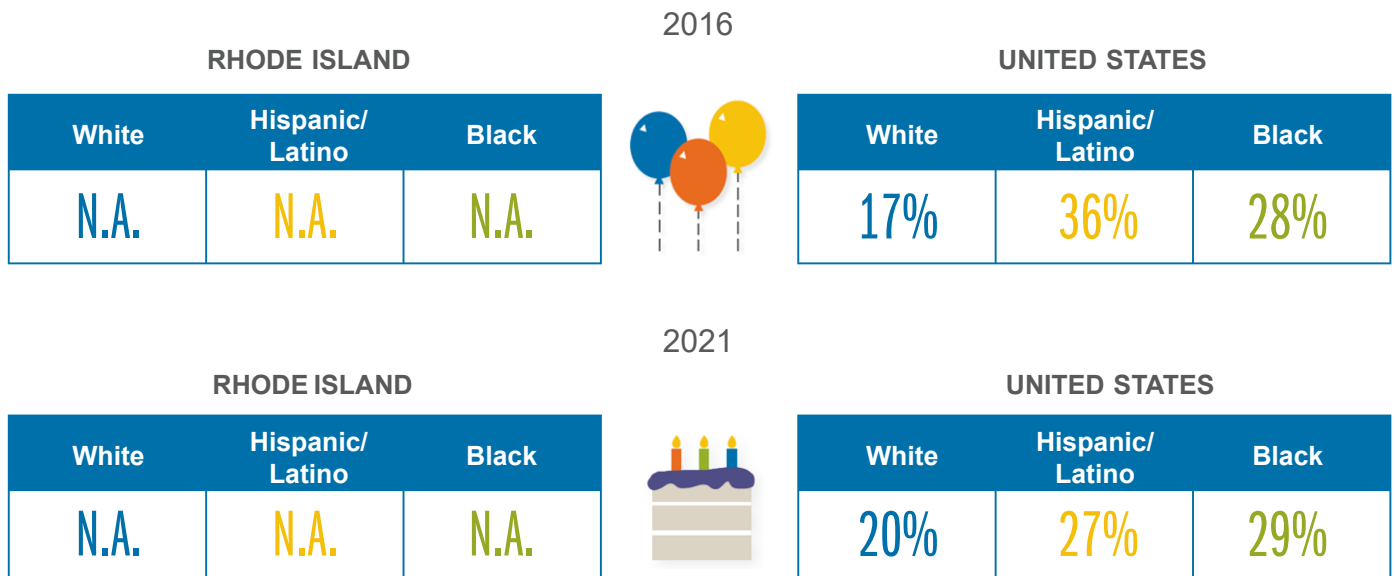 2016
RHODE ISLAND
UNITED STATES
White Hispanic/ Black
Latino
White Hispanic/ Black
Latino
N.A. N.A. N.A.
17% 36% 28%
2021
RHODE ISLAND
UNITED STATES
White Hispanic/ Black
Latino
White Hispanic/ Black
Latino
N.A. N.A. N.A.
20% 27% 29%